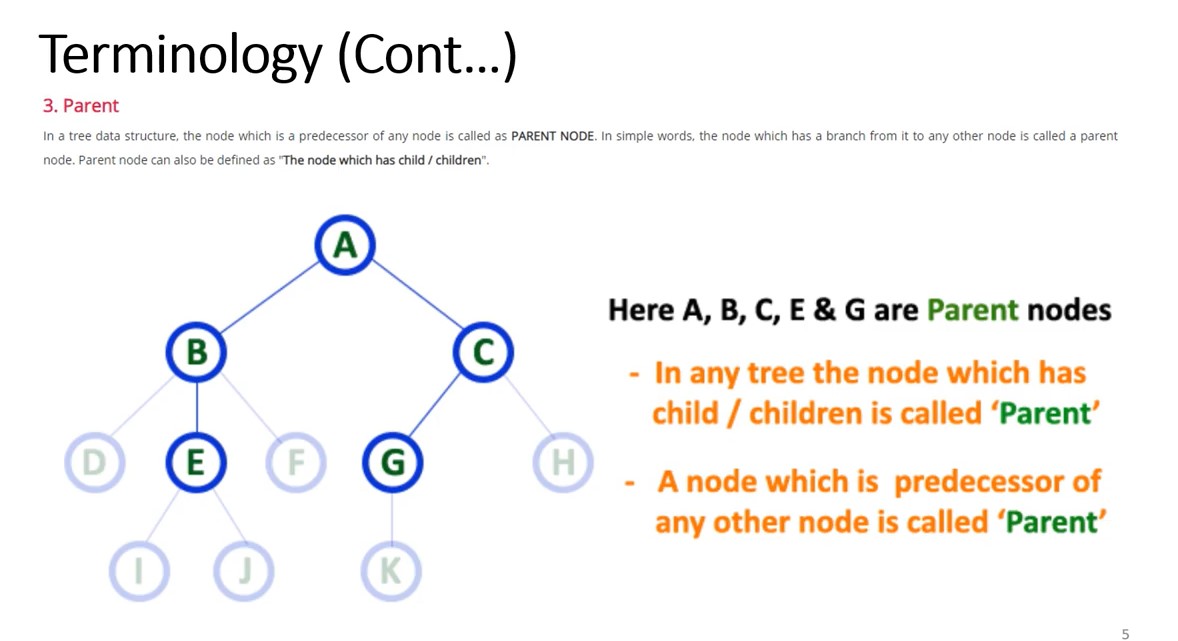 Terminology (Cont…)
3. Parent
In a tree data structure, the node which is a predecessor of any node is called as PARENT NODE. In simple words, the node which has a branch from it to any other node is called a parent
node. Parent node can also be defined as "The node which has child / children".
A
Here A, B, C, E & G are Parent nodes
B
C
- In any tree the node which has
child / children is called ‘Parent’
D
E
F
G
H
- A node which is predecessor of
any other node is called ‘Parent’
I
J
K
5